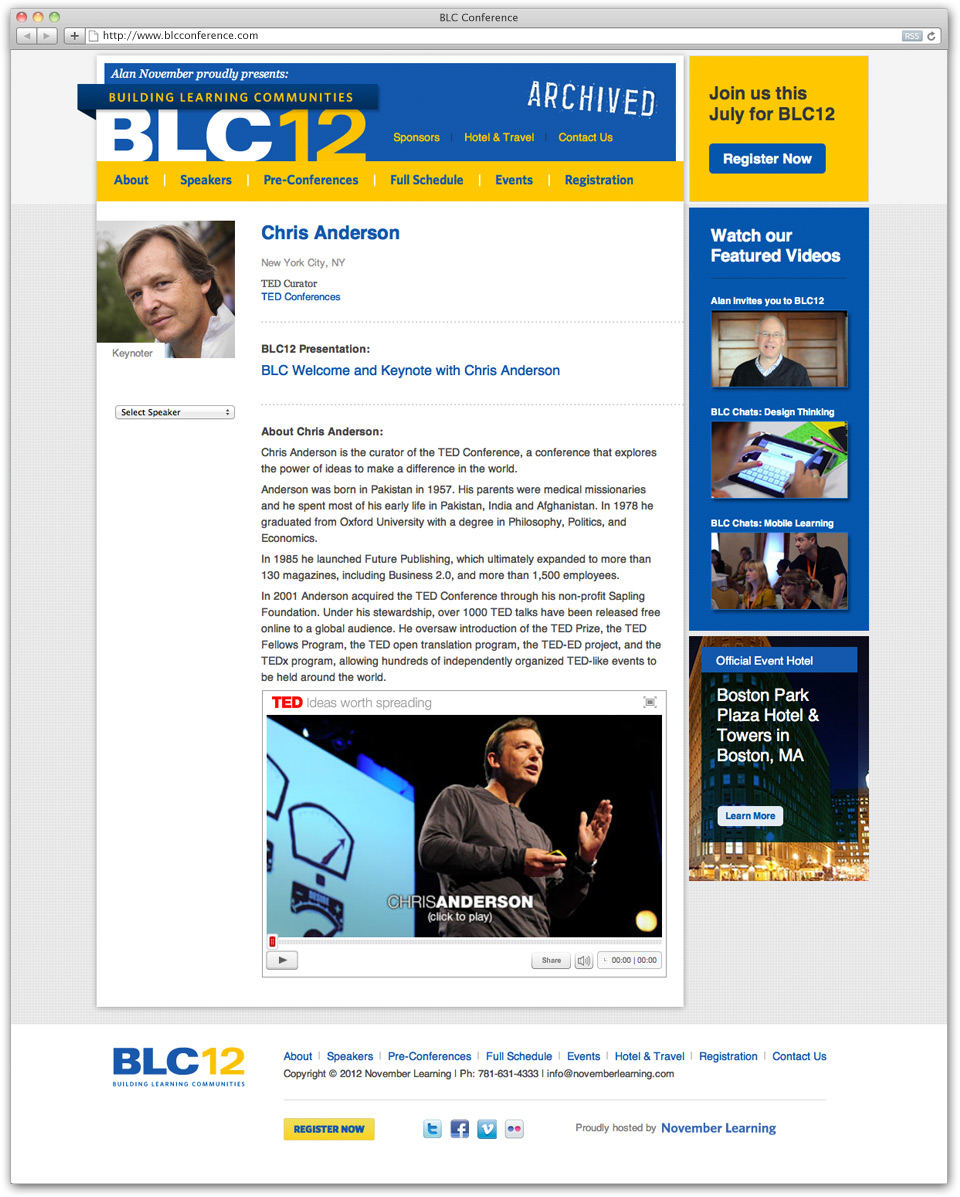 BLC Conference
http://www.blcconference.com
RSS
Alan November proudly presents:
BUILDING LEARNING COMMUNITIES
BLC12
ARCHIVED
Sponsors | Hotel & Travel | Contact Us
About | Speakers | Pre-Conferences | Full Schedule | Events | Registration
Join us this
July for BLC12
Register Now
Keynoter
Select Speaker
Chris Anderson
New York City, NY
TED Curator
TED Conferences
BLC12 Presentation:
BLC Welcome and Keynote with Chris Anderson
About Chris Anderson:
Chris Anderson is the curator of the TED Conference, a conference that explores
the power of ideas to make a difference in the world.
Anderson was born in Pakistan in 1957. His parents were medical missionaries
and he spent most of his early life in Pakistan, India and Afghanistan. In 1978 he
graduated from Oxford University with a degree in Philosophy, Politics, and
Economics.
In 1985 he launched Future Publishing, which ultimately expanded to more than
130 magazines, including Business 2.0, and more than 1,500 employees.
In 2001 Anderson acquired the TED Conference through his non-profit Sapling
Foundation. Under his stewardship, over 1000 TED talks have been released free
online to a global audience. He oversaw introduction of the TED Prize, the TED
Fellows Program, the TED open translation program, the TED-ED project, and the
TEDx program, allowing hundreds of independently organized TED-like events to
be held around the world.
TED Ideas worth spreading
DESIRE
CHRISANDERSON
(click to play)
Share
00:00 | 00:00
Watch our
Featured Videos
Alan invites you to BLC12
BLC Chats: Design Thinking
BLC Chats: Mobile Learning
Official Event Hotel
Boston Park
Plaza Hotel &
Towers in
Boston, MA
Learn More
BLC12
BUILDING LEARNING COMMUNITIES
About | Speakers | Pre-Conferences | Full Schedule | Events | Hotel & Travel | Registration | Contact Us
Copyright © 2012 November Learning | Ph: 781-631-4333 | info@novemberlearning.com
REGISTER NOW
Proudly hosted by November Learning